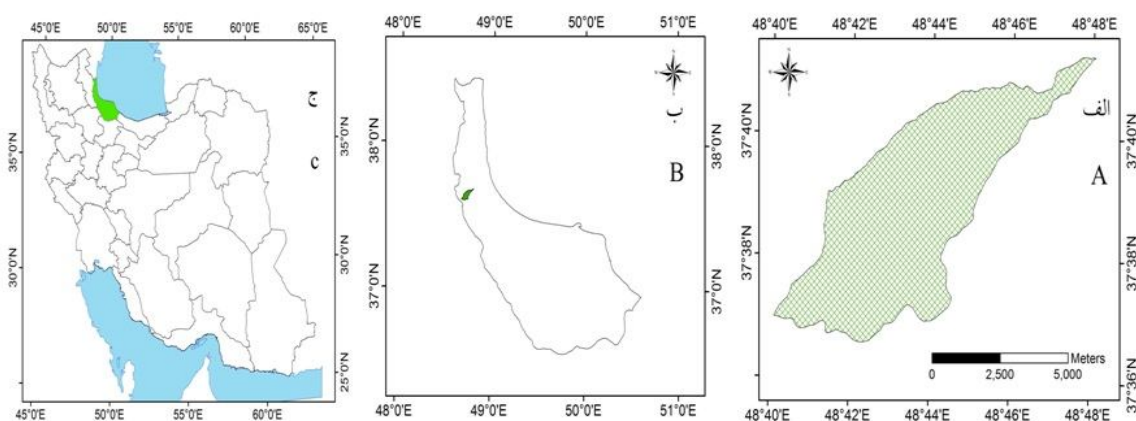 45°0'E 50°0'E 55°0'E 60°0'E 65°0'E
35°0'N
30°0'N
35°0'N
30°0'N
25°0'N
ج
c
45°0'E 50°0'E 55°0'E 60°0'E
48°0'E 49°0'E 50°0'E 51°0'E
38°0'N
37°0'N
38°0'N
37°0'N
ب
B
48°0'E 49°0'E 50°0'E 51°0'E
48°40'E 48°42'E 48°44'E 48°46'E 48°48'E
37°40'N
37°38'N
37°40'N
37°38'N
37°36'N
الف
A
Meters
0 2,500 5,000
48°40'E 48°42'E 48°44'E 48°46'E 48°48'E